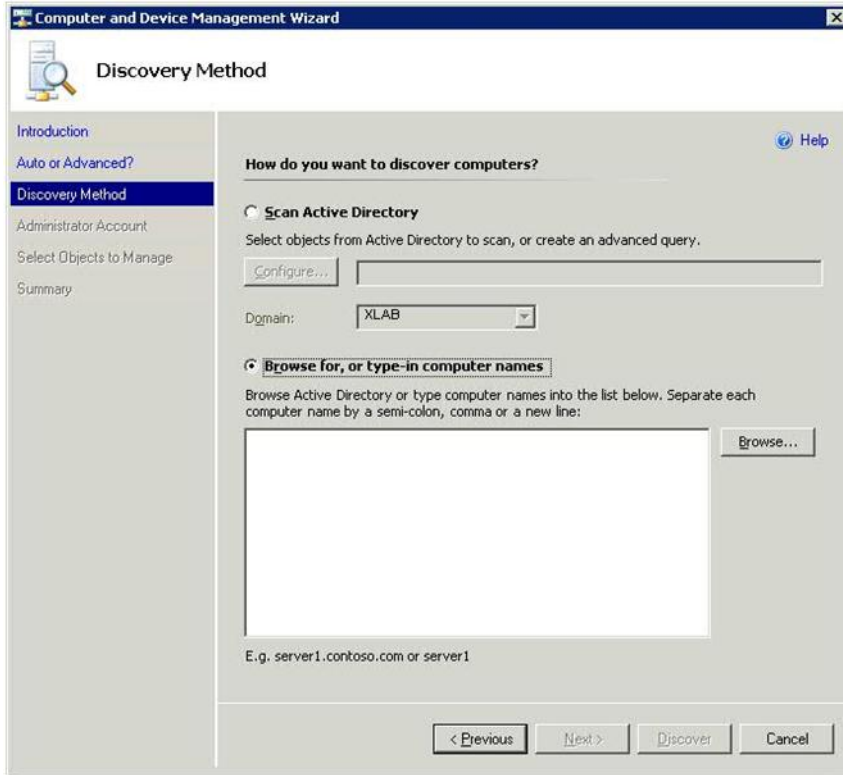 Computer and Device Management Wizard
Discovery Method
Introduction
Auto or Advanced?
Discovery Method
Administrator Account
Select Objects to Manage
Summary
Help
How do you want to discover computers?
Scan Active Directory
Select objects from Active Directory to scan, or create an advanced query.
Configure...
Domain:
XLAB
Browse for, or type-in computer names
Browse Active Directory or type computer names into the list below. Separate each
computer name by a semi-colon, comma or a new line:
Browse...
E.g. server1.contoso.com or server1
< Previous
Next >
Discover
Cancel